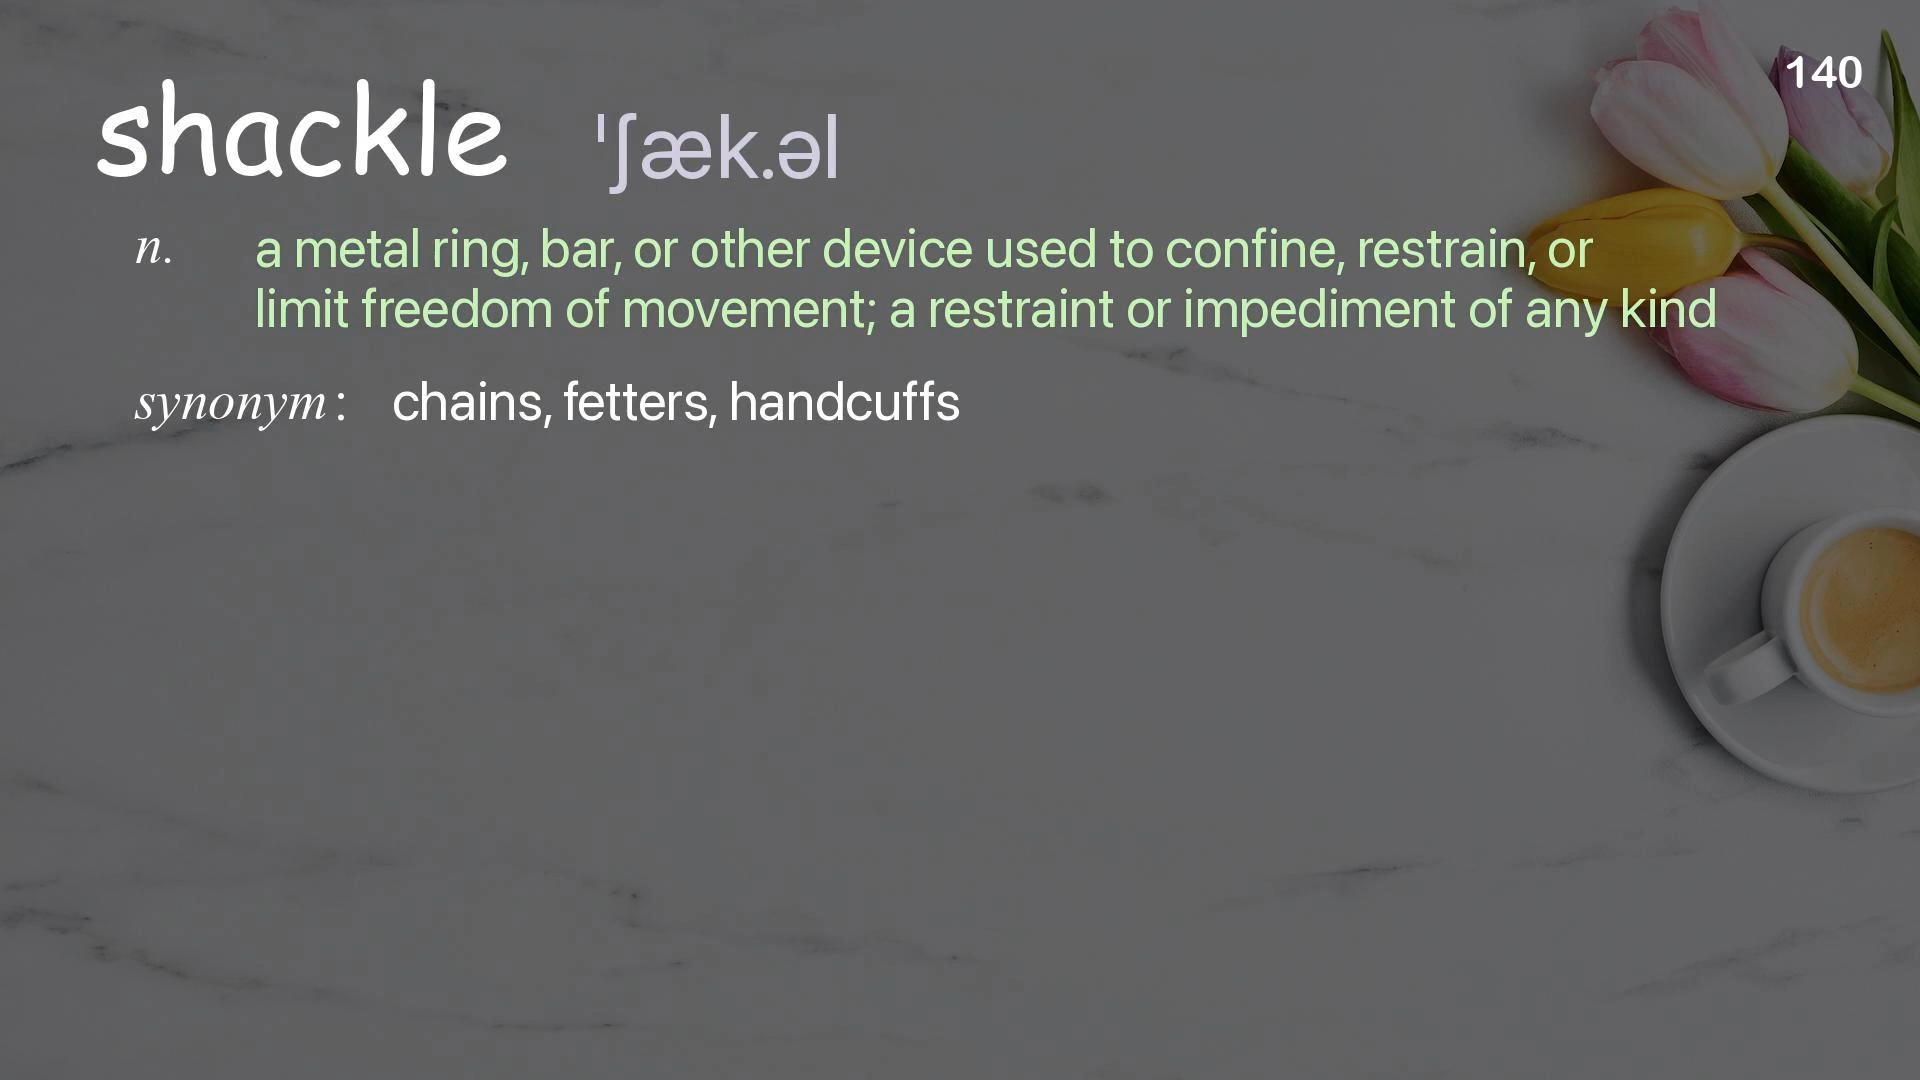 140
shackle ˈʃæk.əl
n. a metal ring, bar, or other device used to confine, restrain, or
limit freedom of movement; a restraint or impediment of any kind
synonym: chains, fetters, handcuffs